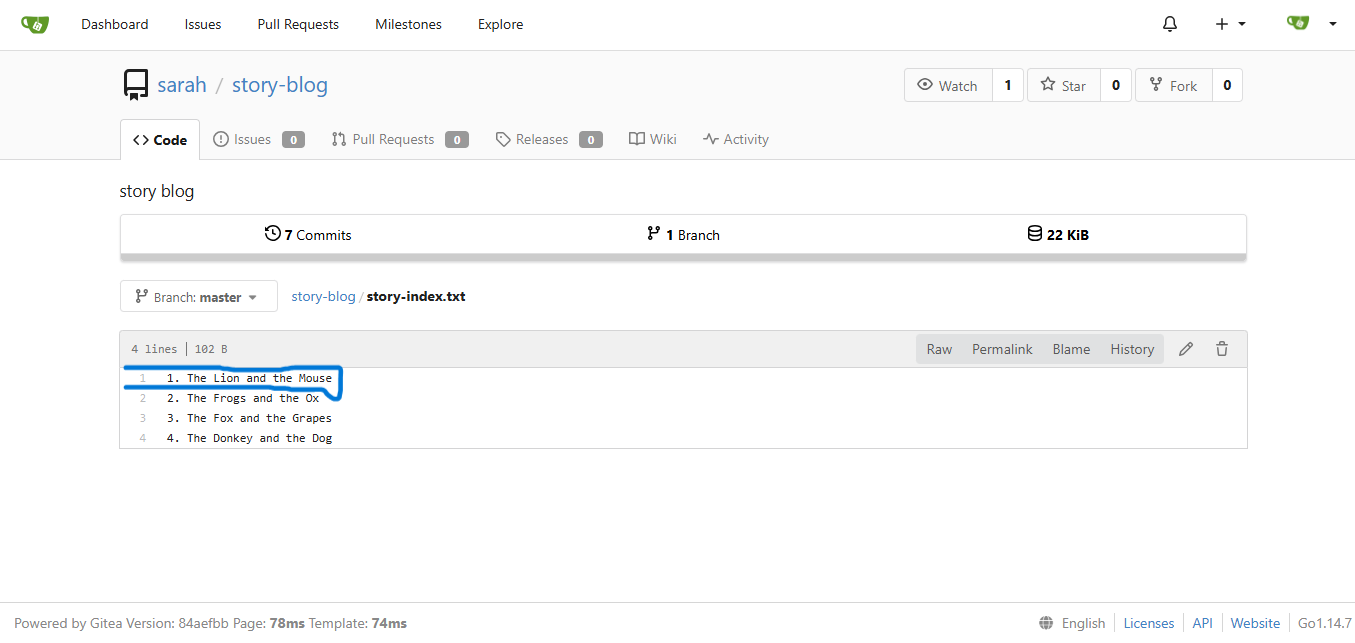 Dashboard Issues Pull Requests Milestones Explore
sarah / story-blog Watch 1 Star 0 Fork 0
Code Issues 0 Pull Requests 0 Releases 0 Wiki Activity
story blog
7 Commits 1 Branch 22 KiB
Branch: master story-blog / story-index.txt
4 lines | 102 B Raw Permalink Blame History
1 1. The Lion and the Mouse
2 2. The Frogs and the Ox
3 3. The Fox and the Grapes
4 4. The Donkey and the Dog
Powered by Gitea Version: 84aefbb Page: 78ms Template: 74ms English Licenses API Website Go1.14.7